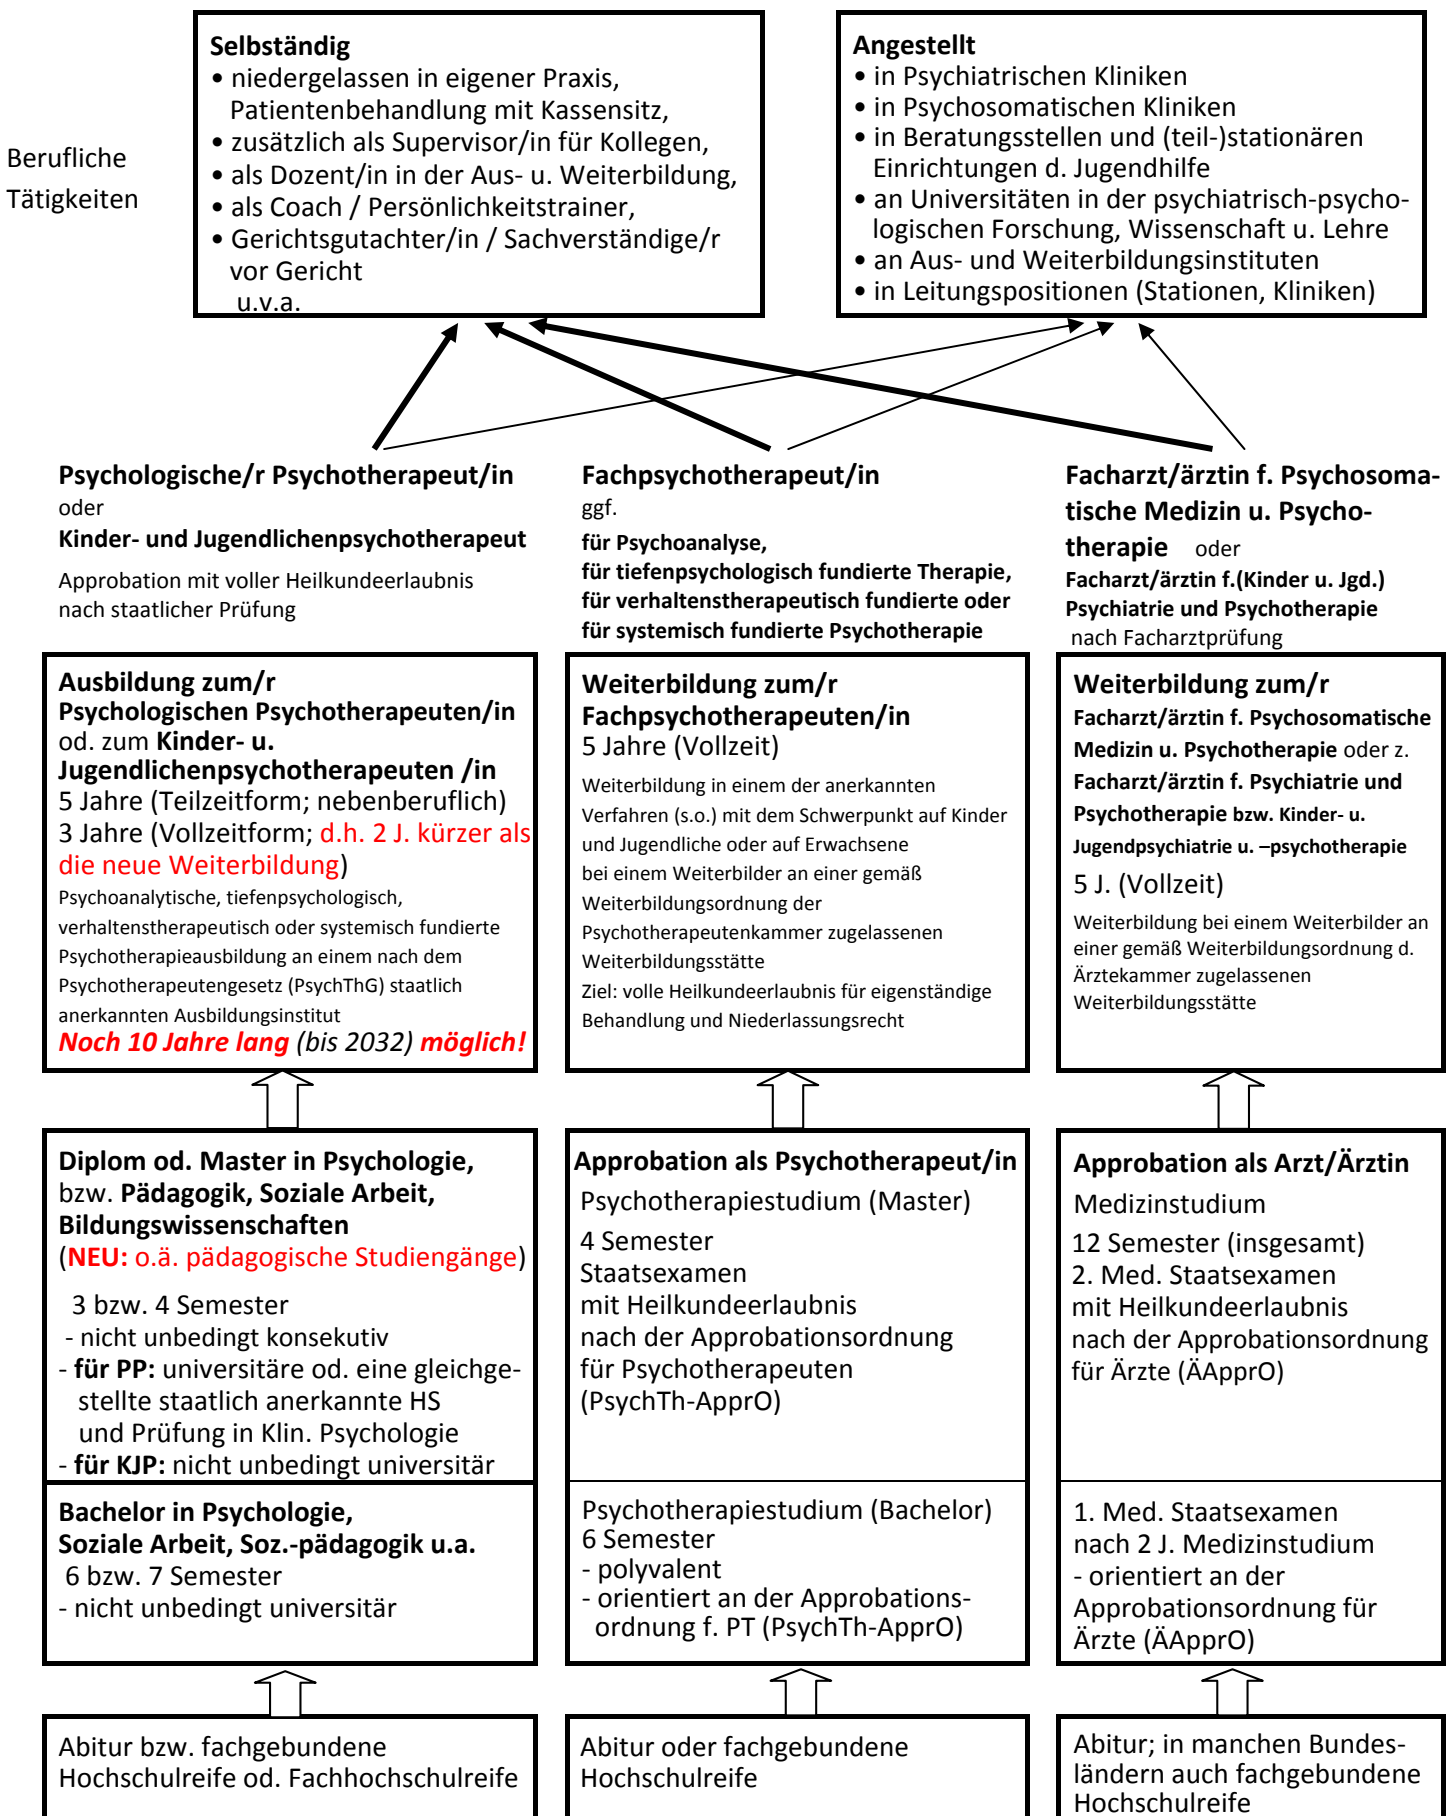 Berufliche
Tätigkeiten
Selbständig
• niedergelassen in eigener Praxis,
Patientenbehandlung mit Kassensitz,
• zusätzlich als Supervisor/in für Kollegen,
• als Dozent/in in der Aus- u. Weiterbildung,
• als Coach / Persönlichkeitstrainer,
• Gerichtsgutachter/in / Sachverständige/r
vor Gericht
u.v.a.
Angestellt
• in Psychiatrischen Kliniken
• in Psychosomatischen Kliniken
• in Beratungsstellen und (teil-)stationären
Einrichtungen d. Jugendhilfe
• an Universitäten in der psychiatrisch-psycho-
logischen Forschung, Wissenschaft u. Lehre
• an Aus- und Weiterbildungsinstituten
• in Leitungspositionen (Stationen, Kliniken)
Psychologische/r Psychotherapeut/in
oder
Kinder- und Jugendlichenpsychotherapeut
Approbation mit voller Heilkundeerlaubnis
nach staatlicher Prüfung
Fachpsychotherapeut/in
ggf.
für Psychoanalyse,
für tiefenpsychologisch fundierte Therapie,
für verhaltenstherapeutisch fundierte oder
für systemisch fundierte Psychotherapie
Facharzt/ärztin f. Psychosoma-
tische Medizin u. Psycho-
therapie oder
Facharzt/ärztin f.(Kinder u. Jgd.)
Psychiatrie und Psychotherapie
nach Facharztprüfung
Ausbildung zum/r
Psychologischen Psychotherapeuten/in
od. zum Kinder- u.
Jugendlichenpsychotherapeuten /in
5 Jahre (Teilzeitform; nebenberuflich)
3 Jahre (Vollzeitform; d.h. 2 J. kürzer als
die neue Weiterbildung)
Psychoanalytische, tiefenpsychologisch,
verhaltenstherapeutisch oder systemisch fundierte
Psychotherapieausbildung an einem nach dem
Psychotherapeutengesetz (PsychThG) staatlich
anerkannten Ausbildungsinstitut
Noch 10 Jahre lang (bis 2032) möglich!
Weiterbildung zum/r
Fachpsychotherapeuten/in
5 Jahre (Vollzeit)
Weiterbildung in einem der anerkannten
Verfahren (s.o.) mit dem Schwerpunkt auf Kinder
und Jugendliche oder auf Erwachsene
bei einem Weiterbilder an einer gemäß
Weiterbildungsordnung der
Psychotherapeutenkammer zugelassenen
Weiterbildungsstätte
Ziel: volle Heilkundeerlaubnis für eigenständige
Behandlung und Niederlassungsrecht
Weiterbildung zum/r
Facharzt/ärztin f. Psychosomatische
Medizin u. Psychotherapie oder z.
Facharzt/ärztin f. Psychiatrie und
Psychotherapie bzw. Kinder- u.
Jugendpsychiatrie u. –psychotherapie
5 J. (Vollzeit)
Weiterbildung bei einem Weiterbilder an
einer gemäß Weiterbildungsordnung d.
Ärztekammer zugelassenen
Weiterbildungsstätte
Diplom od. Master in Psychologie,
bzw. Pädagogik, Soziale Arbeit,
Bildungswissenschaften
(NEU: o.ä. pädagogische Studiengänge)
3 bzw. 4 Semester
- nicht unbedingt konsekutiv
- für PP: universitäre od. eine gleichge-
stellte staatlich anerkannte HS
und Prüfung in Klin. Psychologie
- für KJP: nicht unbedingt universitär
Bachelor in Psychologie,
Soziale Arbeit, Soz.-pädagogik u.a.
6 bzw. 7 Semester
- nicht unbedingt universitär
Approbation als Psychotherapeut/in
Psychotherapiestudium (Master)
4 Semester
Staatsexamen
mit Heilkundeerlaubnis
nach der Approbationsordnung
für Psychotherapeuten
(PsychTh-ApprO)
Psychotherapiestudium (Bachelor)
6 Semester
- polyvalent
- orientiert an der Approbations-
ordnung f. PT (PsychTh-ApprO)
Approbation als Arzt/Ärztin
Medizinstudium
12 Semester (insgesamt)
2. Med. Staatsexamen
mit Heilkundeerlaubnis
nach der Approbationsordnung
für Ärzte (ÄApprO)
1. Med. Staatsexamen
nach 2 J. Medizinstudium
- orientiert an der
Approbationsordnung für
Ärzte (ÄApprO)
Abitur bzw. fachgebundene
Hochschulreife od. Fachhochschulreife
Abitur oder fachgebundene
Hochschulreife
Abitur; in manchen Bundes-
ländern auch fachgebundene
Hochschulreife